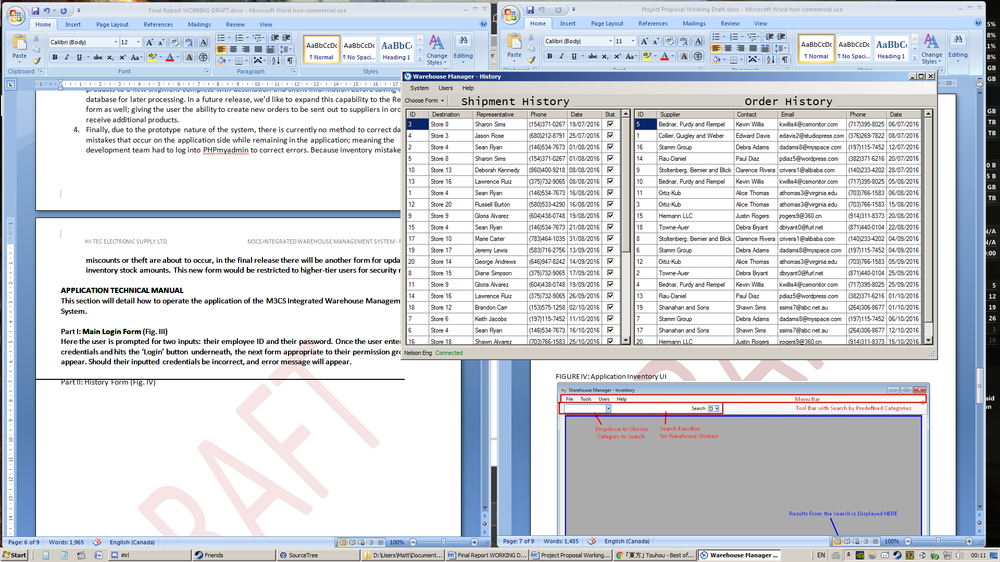 Final Report WORKING DRAFT.docx - Microsoft Word non-commercial use
Home Insert Page Layout References Mailings Review View
Paste
Calibri (Body) 12
AaBbCcDc AaBbCcDc AaBbC
¶ Normal ¶ No Spaci... Heading 1
Change Styles
Editing
Clipboard Font Paragraph Styles
database for later processing. In a future release, we'd like to expand this capability to the Re
form as well; giving the user the ability to create new orders to be sent out to suppliers in ord
receive additional products.
4. Finally, due to the prototype nature of the system, there is currently no method to correct da
mistakes that occur on the application side while remaining in the application; meaning the
development team had to log into PHPmyadmin to correct errors. Because inventory mistake
HI-TEC ELECTRONIC SUPPLY LTD. M3CS INTEGRATED WAREHOUSE MANAGEMENT SYSTEM - F
miscounts or theft are about to occur, in the final release there will be another form for upda
inventory stock amounts. This new form would be restricted to higher-tier users for security r
APPLICATION TECHNICAL MANUAL
This section will detail how to operate the application of the M3CS Integrated Warehouse Managem
System.
Part I: Main Login Form (Fig. III)
Here the user is prompted for two inputs: their employee ID and their password. Once the user enter
credentials and hits the 'Login' button underneath, the next form appropriate to their permission gro
appear. Should their inputted credentials be incorrect, and error message will appear.
Part II: History Form (Fig. IV)
DRAFT
Page: 6 of 9 Words: 1,965 English (Canada) 100%
Project Proposal Working Draft.docx - Microsoft Word non-commercial use
Home Insert Page Layout References Mailings Review View
Paste
Calibri (Body) 11
AaBbCcDc AaBbCcDc AaBbC
¶ Normal ¶ No Spaci... Heading 1
Change Styles
Editing
Warehouse Manager - History
System Users Help
Choose Form
Shipment History
ID Destination Representative Phone Date Stat.
3 Store 8 Sharon Sims (154)371-0267 19/07/2016
4 Store 3 Jason Rose (680)212-8791 25/07/2016
2 Store 4 Sean Ryan (146)534-7673 01/08/2016
5 Store 8 Sharon Sims (154)371-0267 01/08/2016
10 Store 13 Deborah Kennedy (860)400-9218 08/08/2016
13 Store 16 Lawrence Ruiz (375)732-9065 08/08/2016
1 Store 4 Sean Ryan (146)534-7673 16/08/2016
12 Store 20 Russell Burton (580)533-4290 16/08/2016
9 Store 9 Gloria Alvarez (604)438-0748 19/08/2016
15 Store 4 Sean Ryan (146)534-7673 21/08/2016
17 Store 10 Marie Carter (783)464-1035 31/08/2016
19 Store 17 Jeremy Lewis (583)716-2756 13/09/2016
20 Store 14 George Andrews (646)947-8242 14/09/2016
8 Store 15 Diane Simpson (375)732-9065 17/09/2016
11 Store 9 Gloria Alvarez (604)438-0748 19/09/2016
14 Store 16 Lawrence Ruiz (375)732-9065 26/09/2016
18 Store 12 Brandon Carr (153)575-1258 02/10/2016
7 Store 6 Keith Jacobs (197)115-7452 11/10/2016
6 Store 4 Sean Ryan (146)534-7673 16/10/2016
16 Store 18 Shawn Alvarez (703)766-1583 25/10/2016
Order History
ID Supplier Contact Email Phone Date
5 Bednar, Purdy and Rempel Kevin Willis kwillis4@csmonitor.com (717)395-8025 06/07/2016
1 Collier, Quigley and Weber Edward Davis edavis2@studiopress.com (376)269-7822 08/07/2016
16 Stamm Group Debra Adams dadams8@myspace.com (197)115-7452 12/07/2016
14 Rau-Daniel Paul Diaz pdiaz5@wordpress.com (382)371-6216 20/07/2016
9 Stoltenberg, Bernier and Blick Clarence Rivera crivera1@alibaba.com (140)233-4202 28/07/2016
10 Bednar, Purdy and Rempel Kevin Willis kwillis4@csmonitor.com (717)395-8025 05/08/2016
11 Ortiz-Kub Alice Thomas athomas3@virginia.edu (703)766-1583 06/08/2016
3 Ortiz-Kub Alice Thomas athomas3@virginia.edu (703)766-1583 15/08/2016
15 Hermann LLC Justin Rogers jrogers9@360.cn (914)311-8373 20/08/2016
18 Towne-Auer Debra Bryant dbryant0@furl.net (871)440-0104 22/08/2016
8 Stoltenberg, Bernier and Blick Clarence Rivera crivera1@alibaba.com (140)233-4202 04/09/2016
6 Stamm Group Debra Adams dadams8@myspace.com (197)115-7452 04/09/2016
12 Ortiz-Kub Alice Thomas athomas3@virginia.edu (703)766-1583 05/09/2016
2 Towne-Auer Debra Bryant dbryant0@furl.net (871)440-0104 25/09/2016
4 Bednar, Purdy and Rempel Kevin Willis kwillis4@csmonitor.com (717)395-8025 25/09/2016
13 Rau-Daniel Paul Diaz pdiaz5@wordpress.com (382)371-6216 01/10/2016
19 Shanahan and Sons Shawn Sims ssims7@abc.net.au (264)306-8677 01/10/2016
7 Stamm Group Debra Adams dadams8@myspace.com (197)115-7452 06/10/2016
17 Shanahan and Sons Shawn Sims ssims7@abc.net.au (264)306-8677 12/10/2016
20 Hermann LLC Justin Rogers jrogers9@360.cn (914)311-8373 15/10/2016
Nelson Eng Connected
FIGURE IV: Application Inventory UI
Warehouse Manager - Inventory
File Tools Users Help
Menu Bar
Search
Tool Bar with Search by Predefined Categories
Dropdown to Choose
Category to Search
Search Function
for Warehouse Workers
Results From the Search is Displayed HERE
Page: 7 of 9 Words: 1,485 English (Canada) 100%
Start #irl Friends SourceTree D:\Users\Matt\Document... Final Report WORKING D... Project Proposal Working... 「東方」Touhou - Best of... Warehouse Manager ... EN 32 00:11